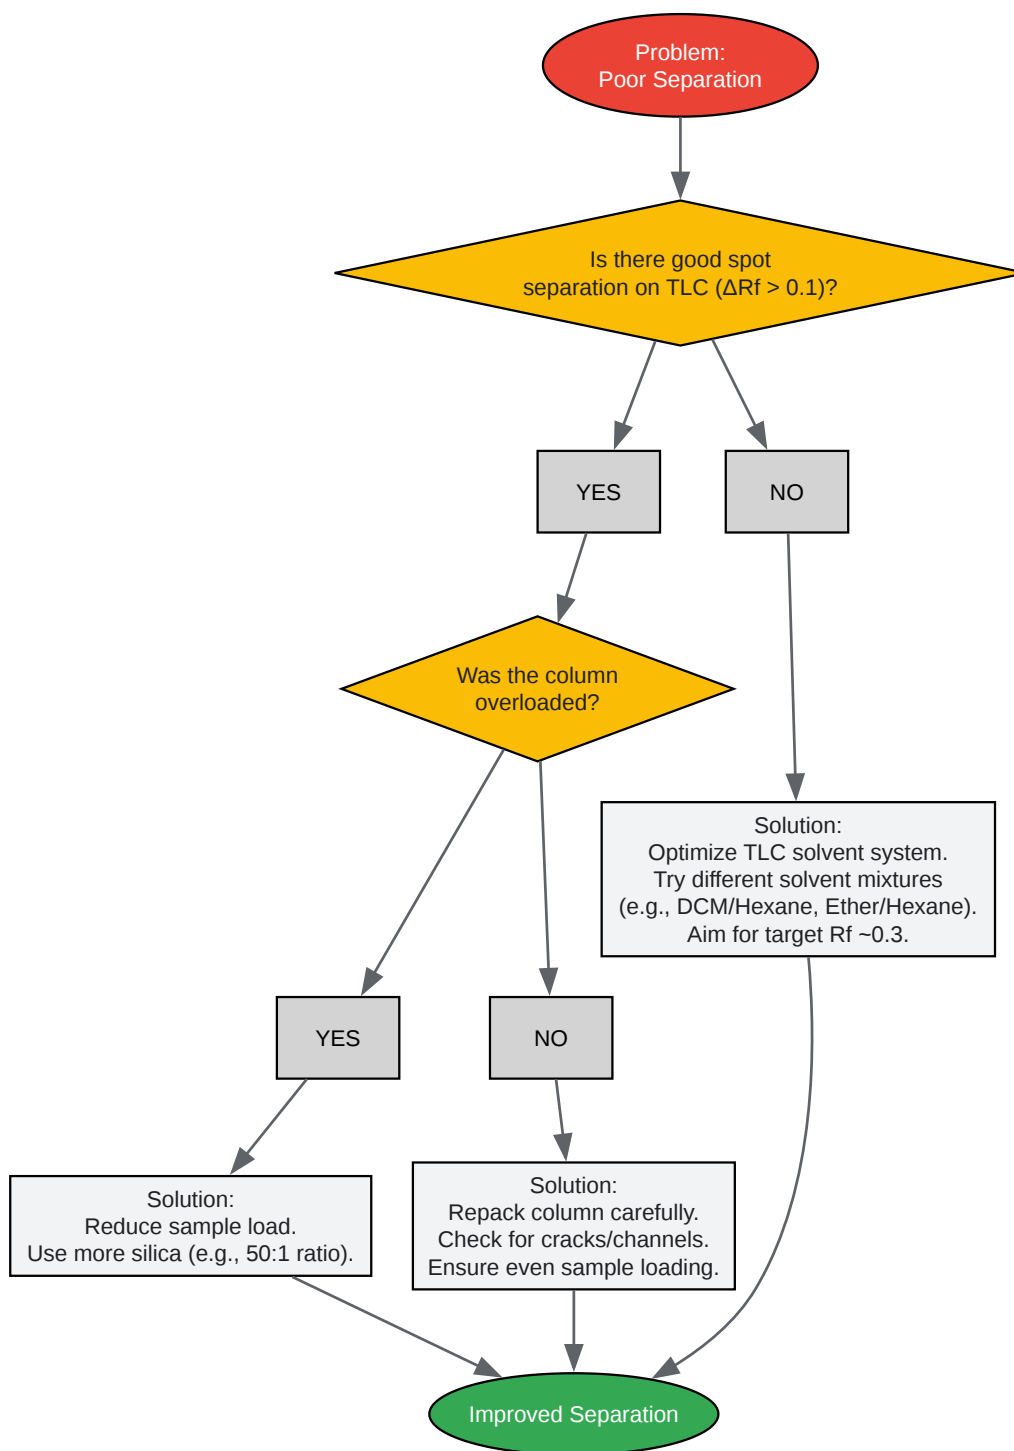 Problem:
Poor Separation
Is there good spot
separation on TLC (ΔRf > 0.1)?
YES
NO
Was the column
overloaded?
Solution:
Optimize TLC solvent system.
Try different solvent mixtures
(e.g., DCM/Hexane, Ether/Hexane).
Aim for target Rf ~0.3.
YES
NO
Solution:
Reduce sample load.
Use more silica (e.g., 50:1 ratio).
Solution:
Repack column carefully.
Check for cracks/channels.
Ensure even sample loading.
Improved Separation